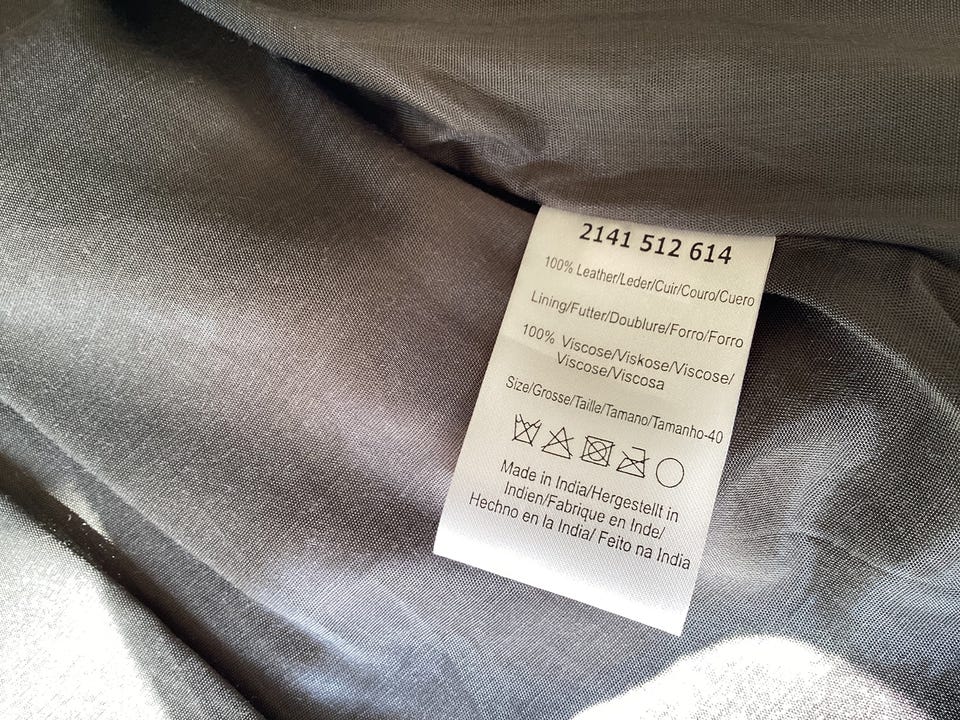 2141 512 614
100% Leather/Leder/Cuir/Couro/Cuero
Lining/Futter/Doublure/Forro/Forro
100% Viscose/Viskose/Viscose/
Viscose/Viscosa
Size/Grosse/Taille/Tamano/Tamanho-40
Made in India/Hergestellt in
Indien/Fabrique en Inde/
Hechno en la India/ Feito na India